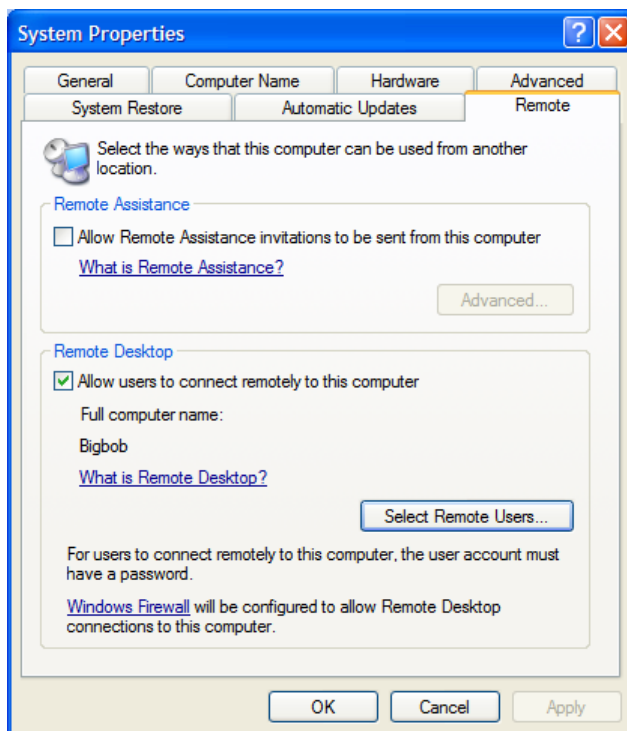 System Properties
General Computer Name Hardware Advanced
System Restore Automatic Updates Remote
Select the ways that this computer can be used from another
location.
Remote Assistance
Allow Remote Assistance invitations to be sent from this computer
What is Remote Assistance?
Advanced...
Remote Desktop
Allow users to connect remotely to this computer
Full computer name:
Bigbob
What is Remote Desktop?
Select Remote Users...
For users to connect remotely to this computer, the user account must
have a password.
Windows Firewall will be configured to allow Remote Desktop
connections to this computer.
OK Cancel Apply